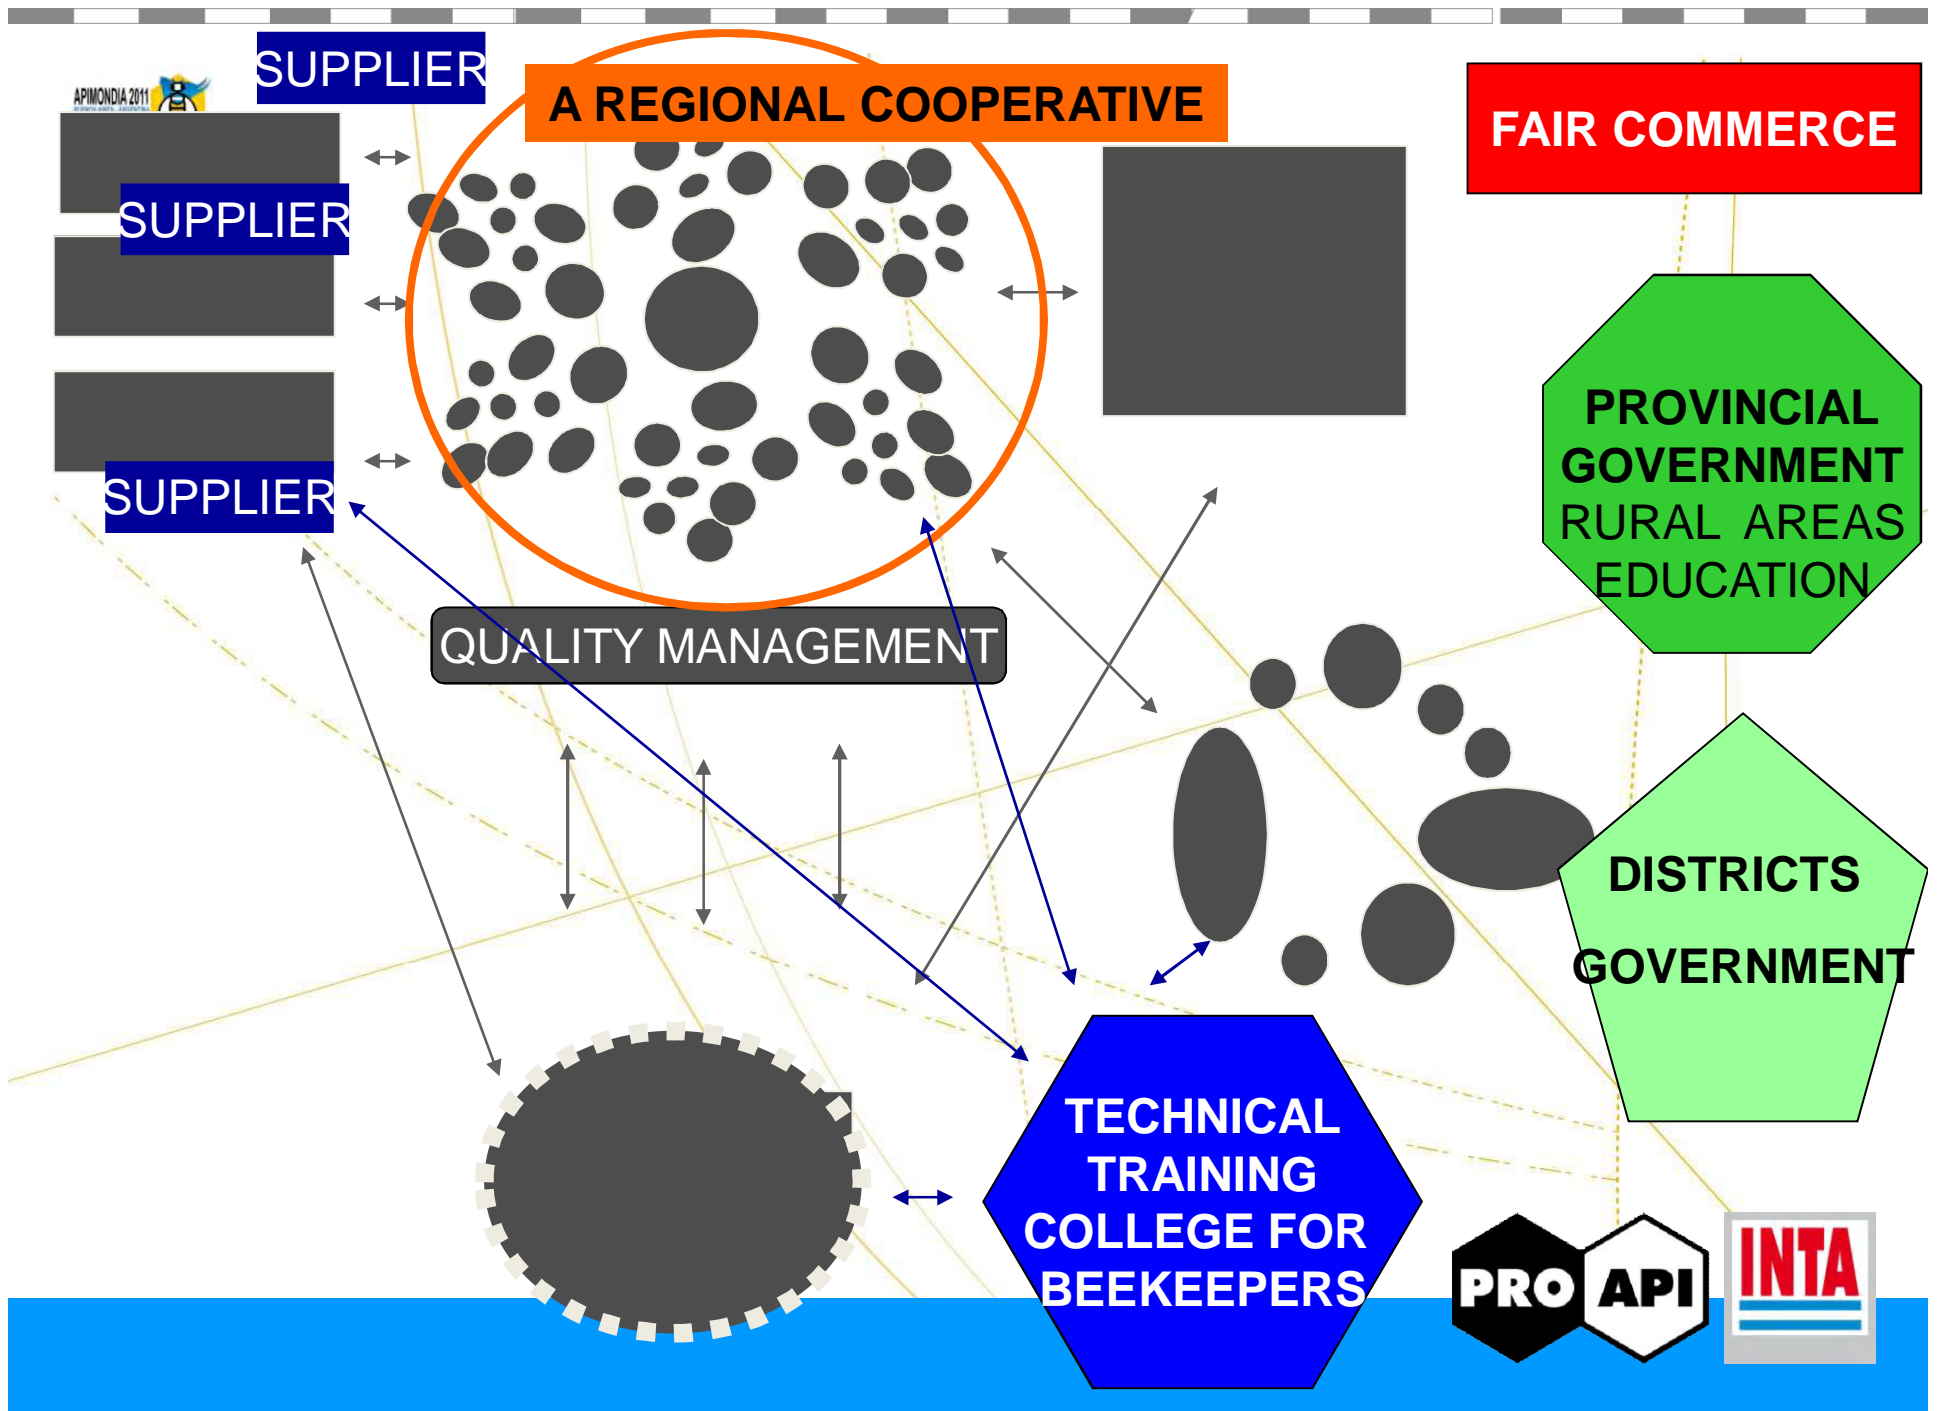 SUPPLIER
A REGIONAL COOPERATIVE
APIMONDIA 2011
FAIR COMMERCE
SUPPLIER
PROVINCIAL
GOVERNMENT
RURAL AREAS
EDUCATION
SUPPLIER
QUALITY MANAGEMENT
DISTRICTS
GOVERNMENT
TECHNICAL
TRAINING
COLLEGE FOR
BEEKEEPERS
PRO API
INTA